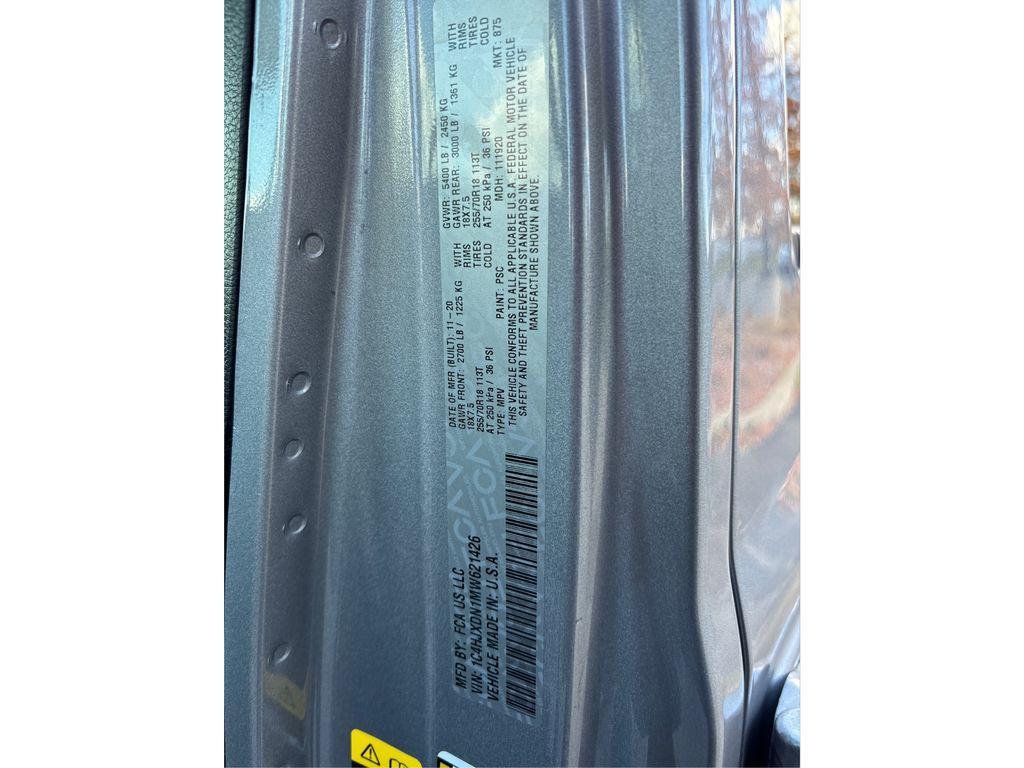 MFD BY: FCA US LLC
VIN: 1C4HJXDN1MW621426
VEHICLE MADE IN: U.S.A.
DATE OF MFR (BUILT): 11-20
GAWR FRONT: 2700 LB / 1225 KG WITH
18X7.5 RIMS
255/70R18 113T TIRES
AT 250 kPa / 36 PSI COLD
TYPE: MPV PAINT: PSC
GVWR: 5400 LB / 2450 KG
GAWR REAR: 3000 LB / 1361 KG WITH
18X7.5 RIMS
255/70R18 113T TIRES
AT 250 kPa / 36 PSI COLD
MDH: 111920 MKT: 875
THIS VEHICLE CONFORMS TO ALL APPLICABLE U.S.A. FEDERAL MOTOR VEHICLE
SAFETY AND THEFT PREVENTION STANDARDS IN EFFECT ON THE DATE OF
MANUFACTURE SHOWN ABOVE.